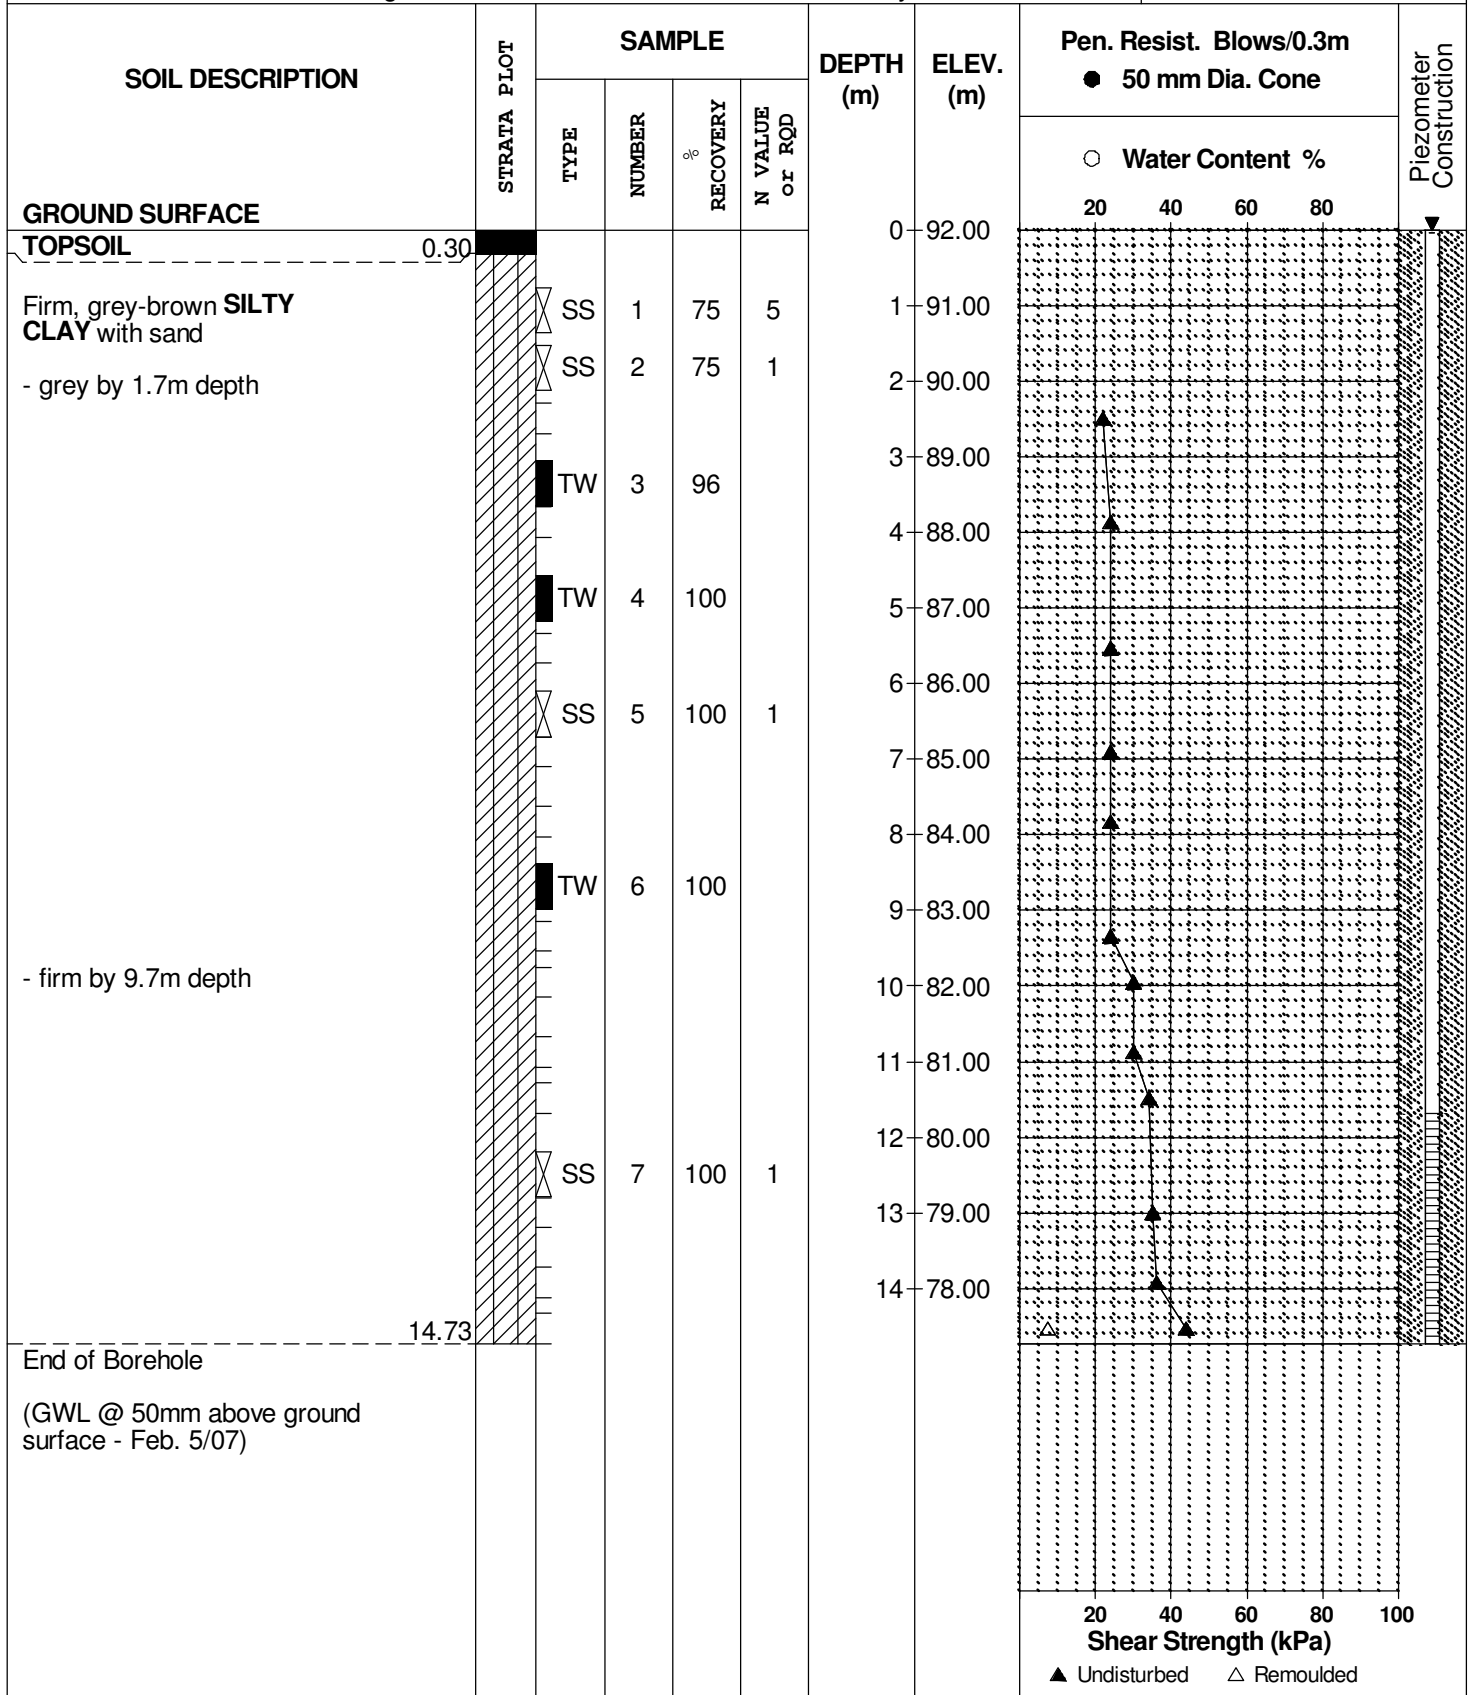 SOIL DESCRIPTION
STRATA PLOT
SAMPLE
TYPE
NUMBER
% RECOVERY
N VALUE or RQD
DEPTH (m)
ELEV. (m)
Pen. Resist. Blows/0.3m
● 50 mm Dia. Cone
○ Water Content %
Piezometer Construction
20 40 60 80
GROUND SURFACE
0 92.00
TOPSOIL 0.30
Firm, grey-brown SILTY
CLAY with sand
SS 1 75 5
1 91.00
SS 2 75 1
- grey by 1.7m depth
2 90.00
3 89.00
TW 3 96
4 88.00
TW 4 100
5 87.00
6 86.00
SS 5 100 1
7 85.00
8 84.00
TW 6 100
9 83.00
- firm by 9.7m depth
10 82.00
11 81.00
12 80.00
SS 7 100 1
13 79.00
14 78.00
14.73
End of Borehole
(GWL @ 50mm above ground
surface - Feb. 5/07)
20 40 60 80 100
Shear Strength (kPa)
▲ Undisturbed △ Remoulded